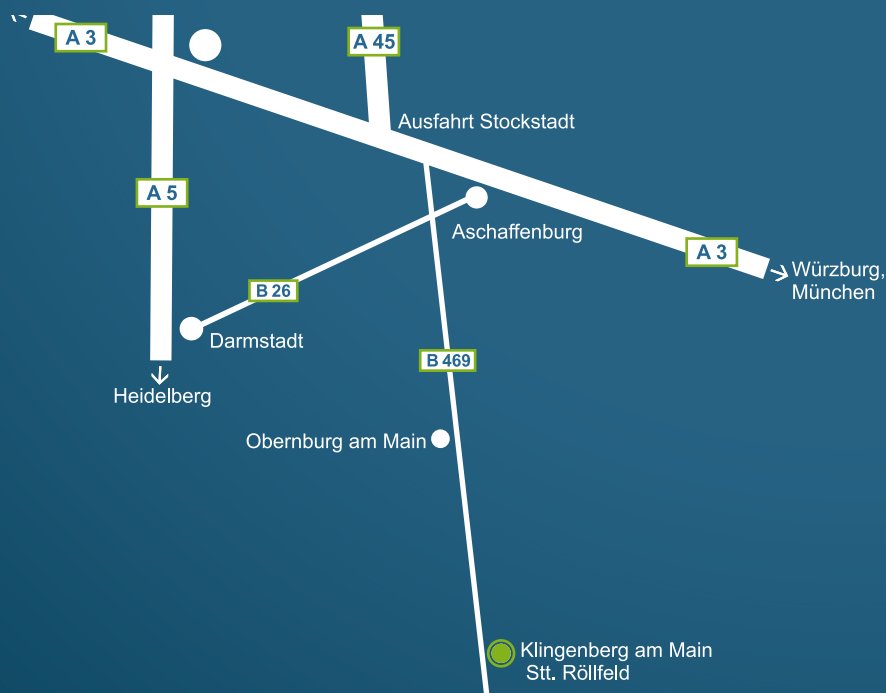 A 3
A 45
Ausfahrt Stockstadt
A 5
Aschaffenburg
A 3
Würzburg,
München
B 26
Darmstadt
B 469
Heidelberg
Obernburg am Main
Klingenberg am Main
Stt. Röllfeld